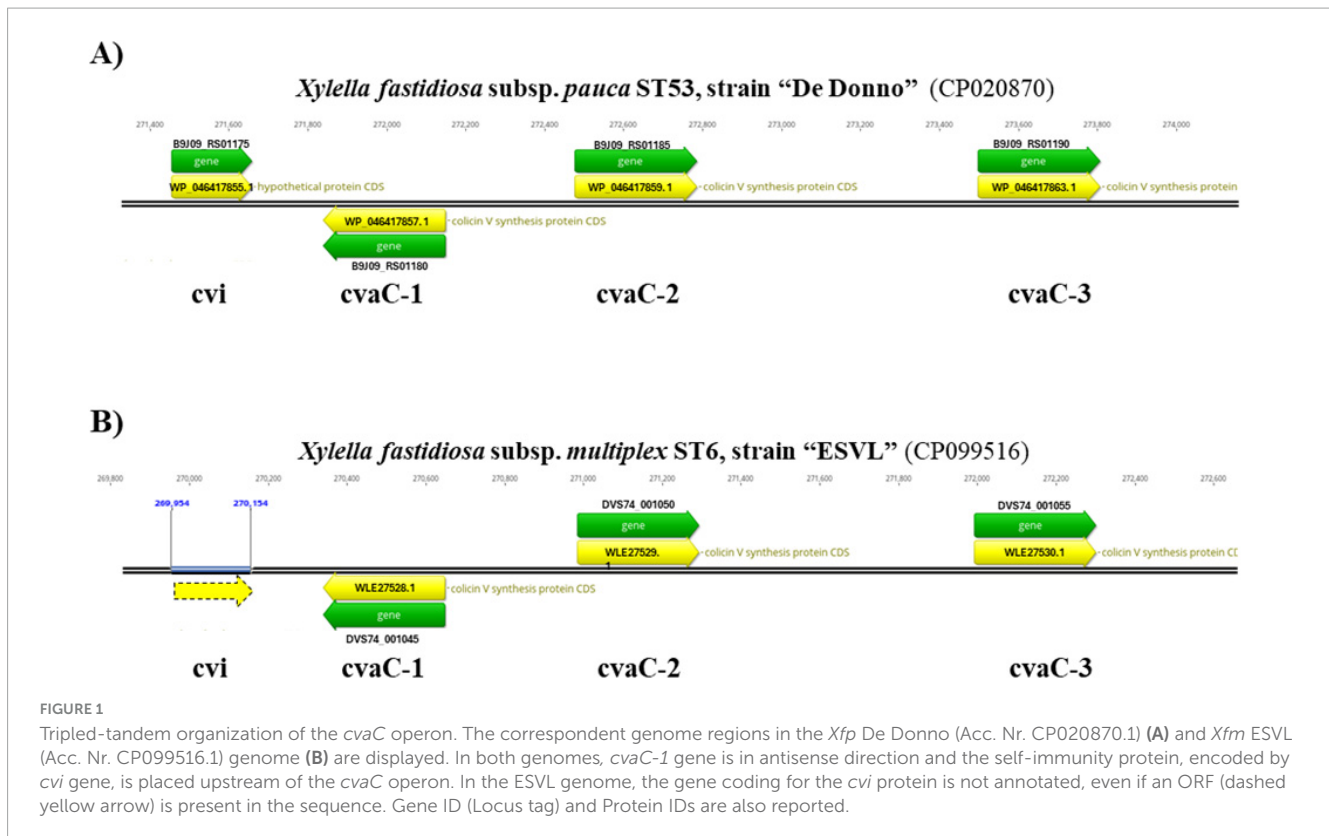 A)
Xylella fastidiosa subsp. pauca ST53, strain “De Donno” (CP020870)
271,400 271,600 271,800 272,000 272,200 272,400 272,600 272,800 273,000 273,200 273,400 273,600 273,800 274,000
B9J09_RS01175 B9J09_RS01185 B9J09_RS01190
gene gene gene
WP_046417855.1 hypothetical protein CDS WP_046417859.1 colicin V synthesis protein CDS WP_046417863.1 colicin V synthesis protein
WP_046417857.1 colicin V synthesis protein CDS
gene
B9J09_RS01180
cvi cvaC-1 cvaC-2 cvaC-3
B)
Xylella fastidiosa subsp. multiplex ST6, strain “ESVL” (CP099516)
269,800 270,000 270,200 270,400 270,600 270,800 271,000 271,200 271,400 271,600 271,800 272,000 272,200 272,400 272,600
269,954 270,154 DVS74_001050 DVS74_001055
gene gene
WLE27529. colicin V synthesis protein CDS WLE27530.1 colicin V synthesis protein CD
1
WLE27528.1 colicin V synthesis protein CDS
gene
DVS74_001045
cvi cvaC-1 cvaC-2 cvaC-3
FIGURE 1
Tripled-tandem organization of the cvaC operon. The correspondent genome regions in the Xfp De Donno (Acc. Nr. CP020870.1) (A) and Xfm ESVL
(Acc. Nr. CP099516.1) genome (B) are displayed. In both genomes, cvaC-1 gene is in antisense direction and the self-immunity protein, encoded by
cvi gene, is placed upstream of the cvaC operon. In the ESVL genome, the gene coding for the cvi protein is not annotated, even if an ORF (dashed
yellow arrow) is present in the sequence. Gene ID (Locus tag) and Protein IDs are also reported.